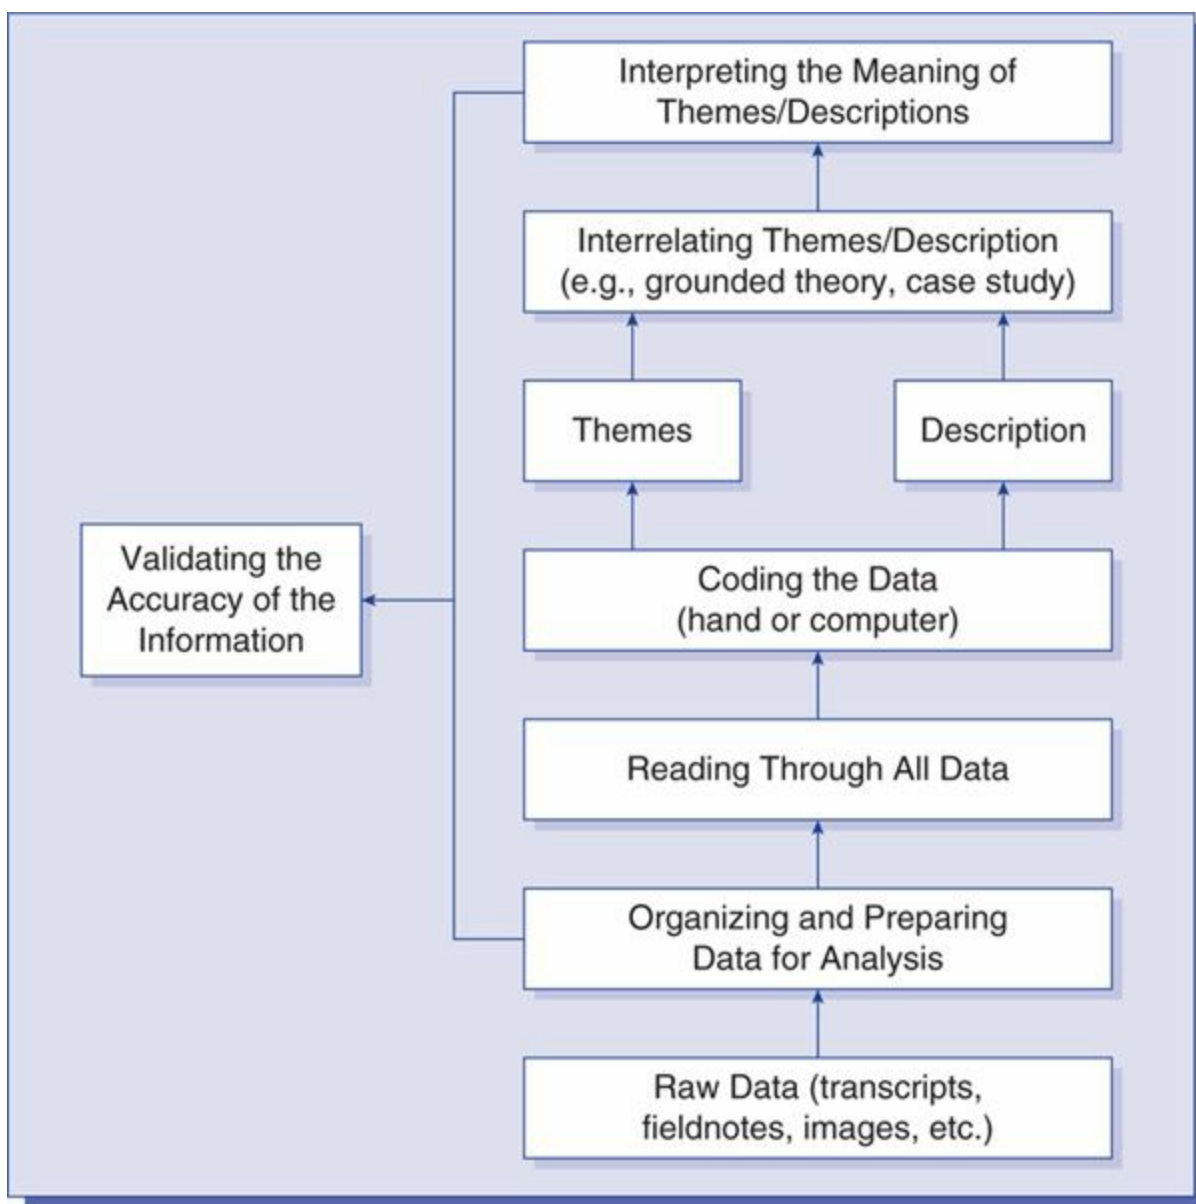 Interpreting the Meaning of
Themes/Descriptions
Interrelating Themes/Description
(e.g., grounded theory, case study)
Themes
Description
Validating the
Accuracy of the
Information
Coding the Data
(hand or computer)
Reading Through All Data
Organizing and Preparing
Data for Analysis
Raw Data (transcripts,
fieldnotes, images, etc.)